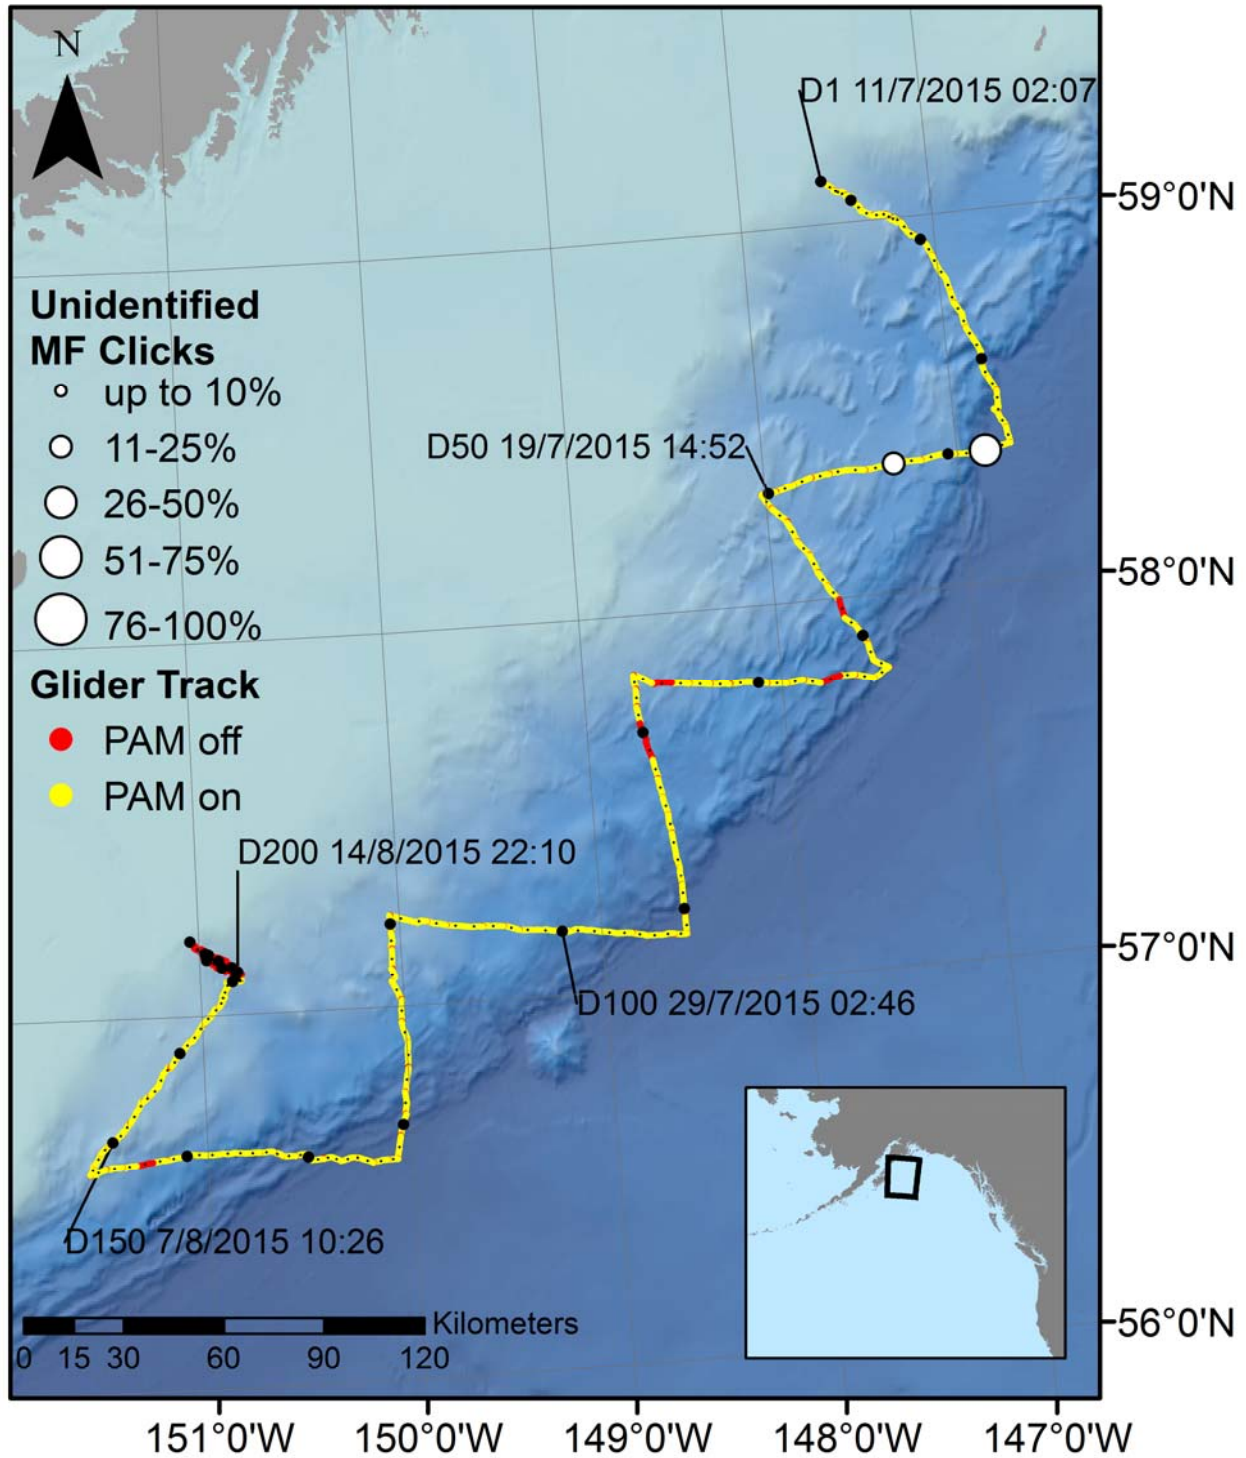 N
D1 11/7/2015 02:07
59°0'N
Unidentified
MF Clicks
up to 10%
11-25%
26-50%
51-75%
76-100%
D50 19/7/2015 14:52
58°0'N
Glider Track
PAM off
PAM on
D200 14/8/2015 22:10
57°0'N
D100 29/7/2015 02:46
D150 7/8/2015 10:26
Kilometers
0 15 30 60 90 120
56°0'N
151°0'W 150°0'W 149°0'W 148°0'W 147°0'W